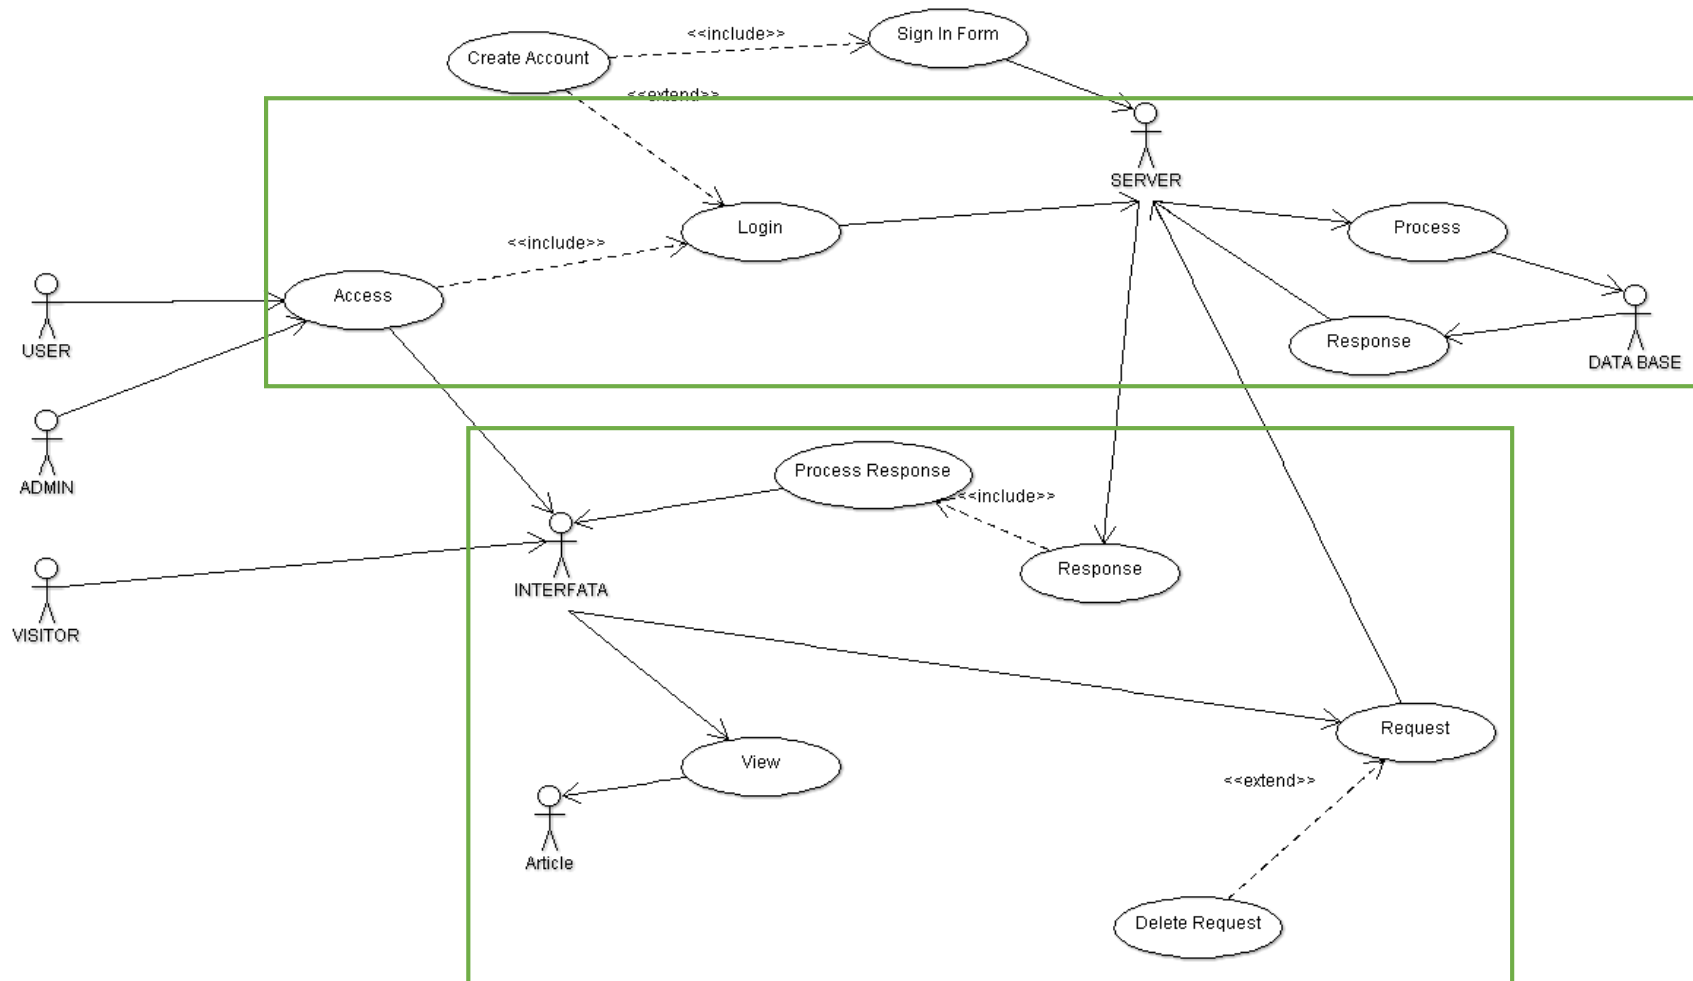 Create Account
<<include>>
Sign In Form
<<extend>>
SERVER
Login
Process
<<include>>
Access
USER
Response
DATA BASE
ADMIN
Process Response
<<include>>
INTERFATA
Response
VISITOR
Request
View
<<extend>>
Article
Delete Request